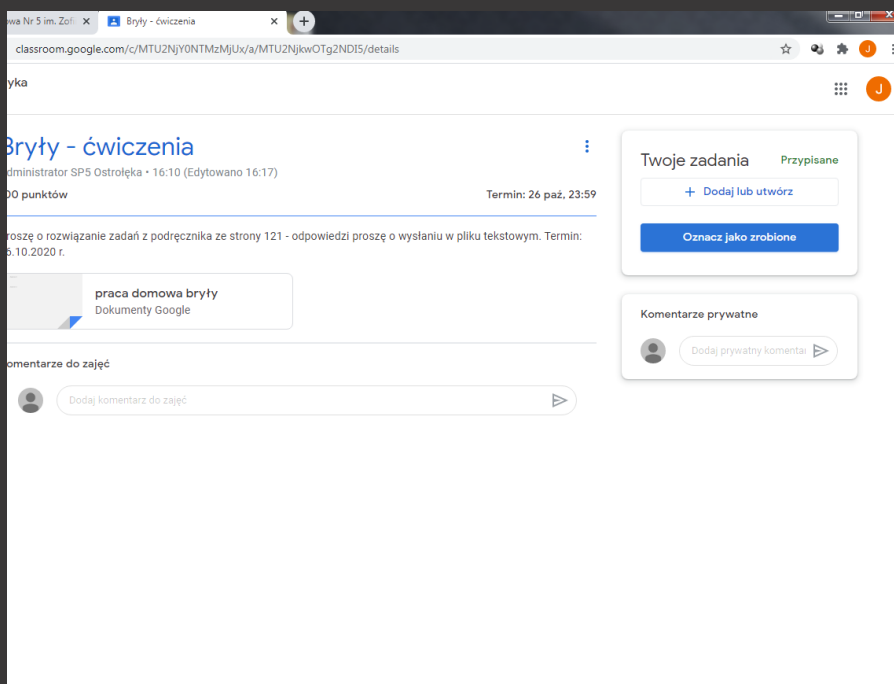 owa Nr 5 im. Zofi
Bryły - ćwiczenia
classroom.google.com/c/MTU2NjY0NTMzMjUx/a/MTU2NjkwOTg2NDI5/details
J
yka
J
Bryły - ćwiczenia
dministrator SP5 Ostrołęka • 16:10 (Edytowano 16:17)
00 punktów
Termin: 26 paź, 23:59
roszę o rozwiązanie zadań z podręcznika ze strony 121 - odpowiedzi proszę o wysłaniu w pliku tekstowym. Termin:
6.10.2020 r.
praca domowa bryły
Dokumenty Google
omentarze do zajęć
Dodaj komentarz do zajęć
Twoje zadania
Przypisane
+ Dodaj lub utwórz
Oznacz jako zrobione
Komentarze prywatne
Dodaj prywatny komentar